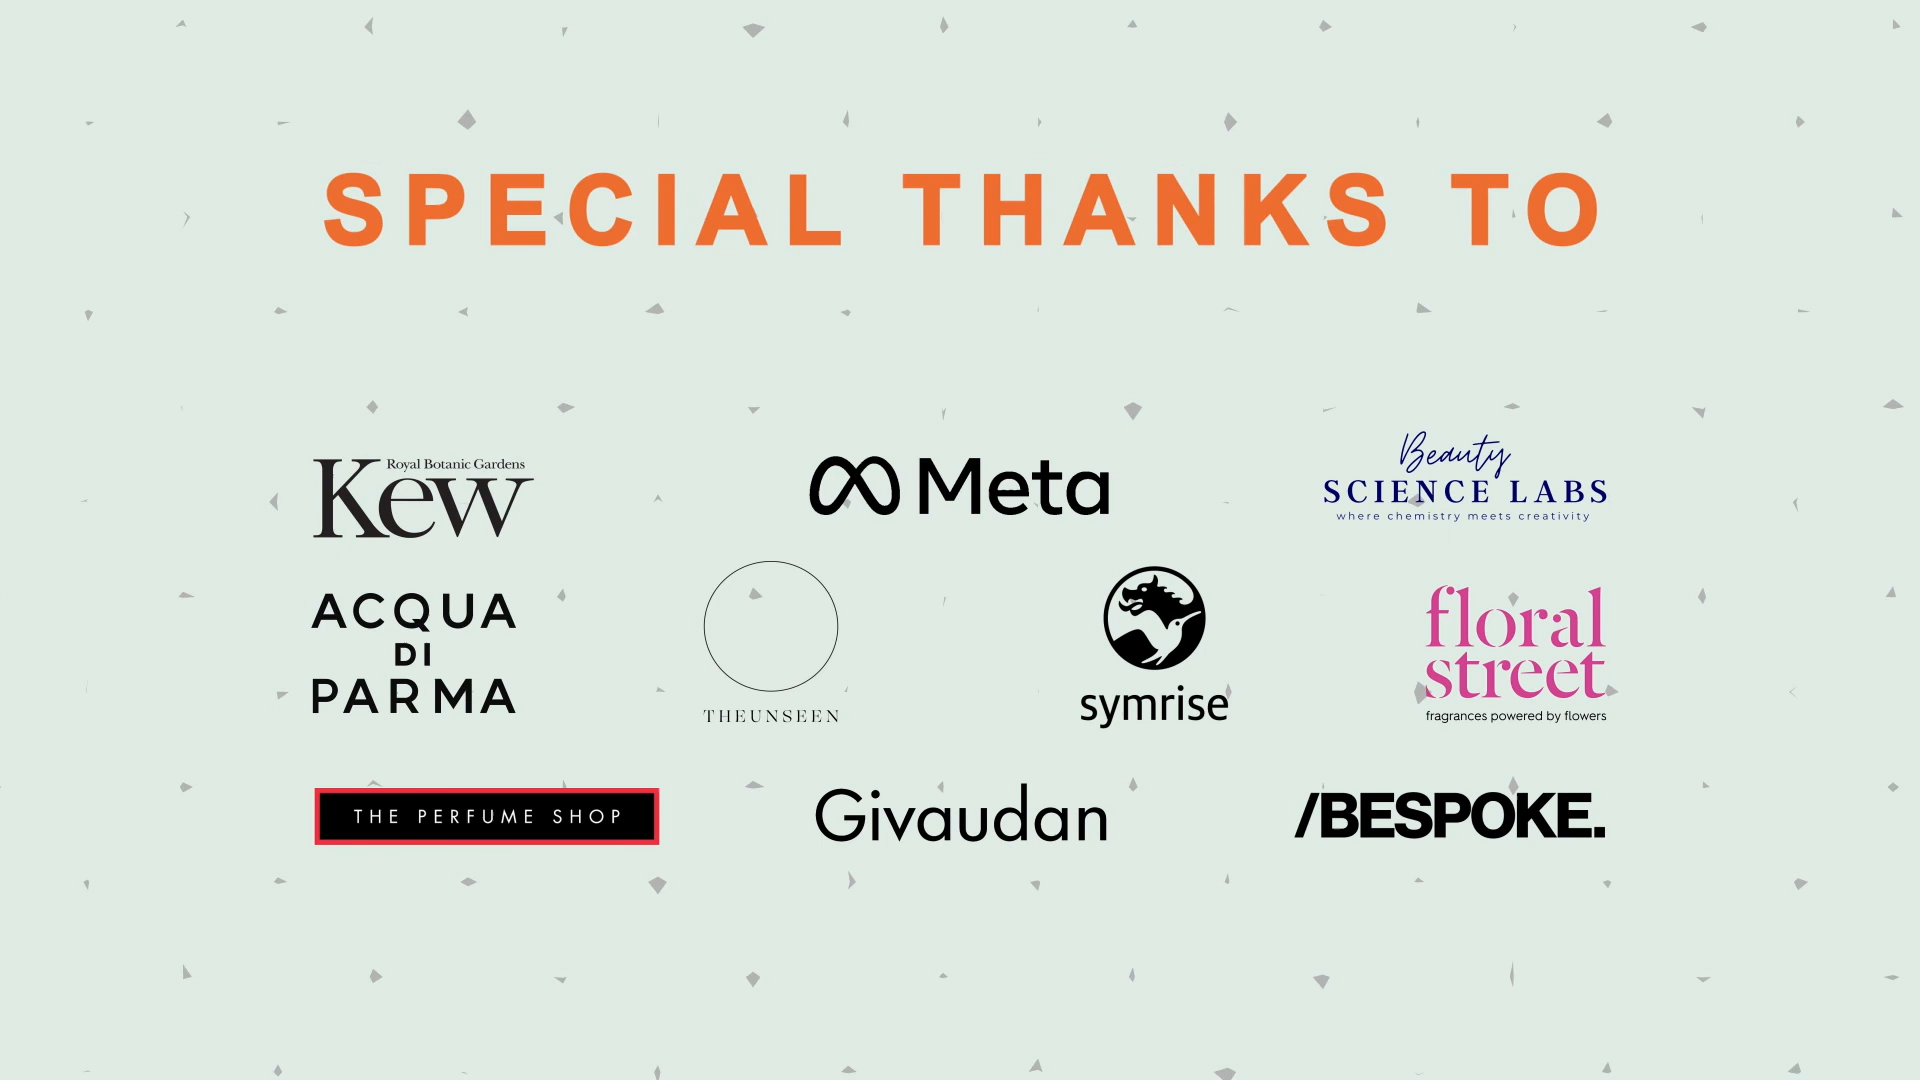 SPECIAL THANKS TO
Royal Botanic Gardens
Kew
Meta
Beauty
SCIENCE LABS
where chemistry meets creativity
ACQUA
DI
PARMA
THEUNSEEN
symrise
floral
street
fragrances powered by flowers
THE PERFUME SHOP
Givaudan
/BESPOKE.